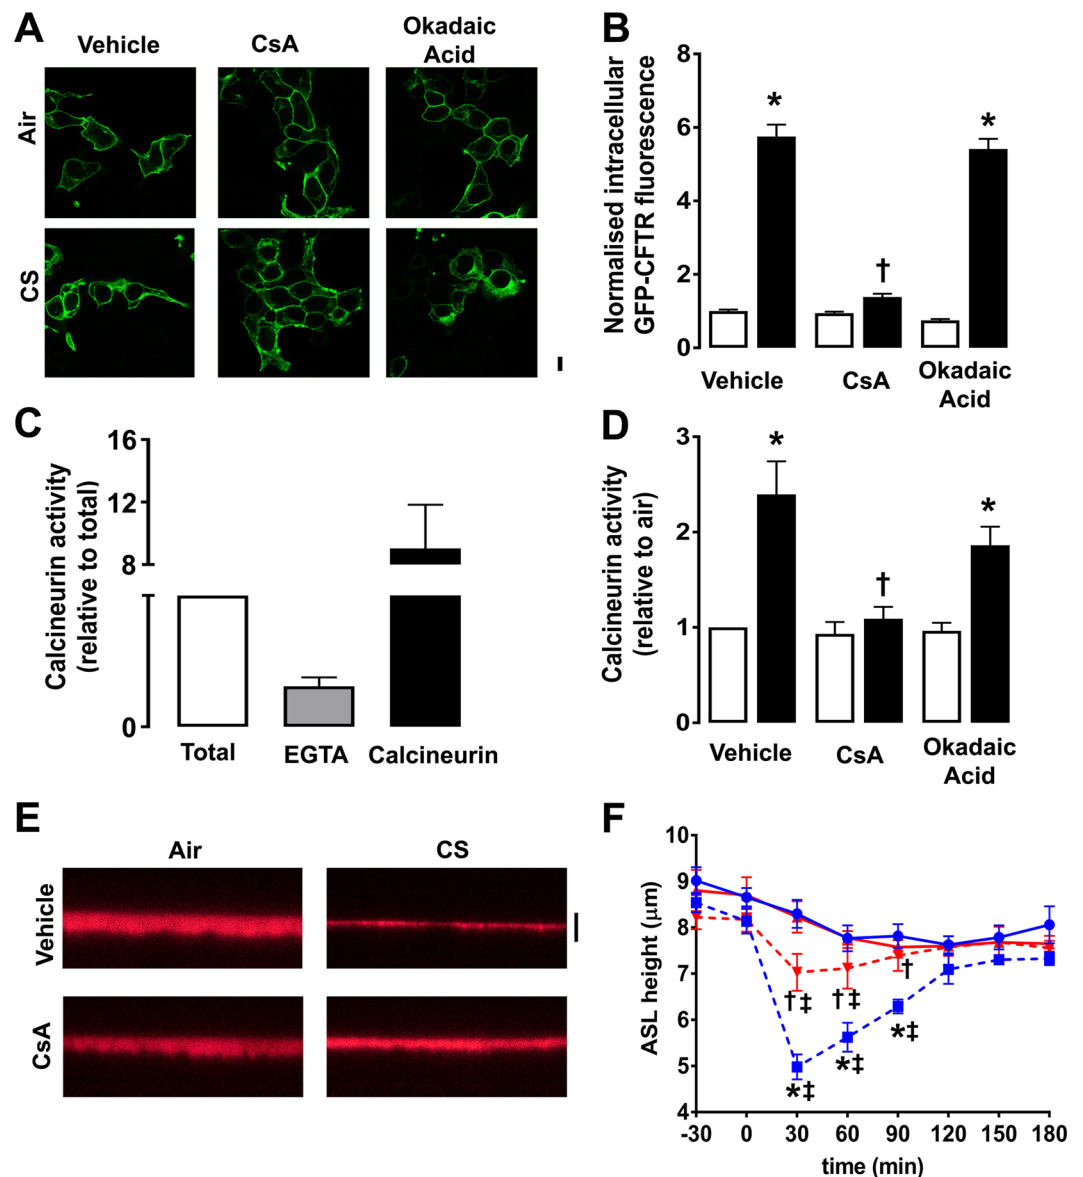 A
Vehicle
CsA
Okadaic
Acid
Air
CS
B
Normalised intracellular
GFP-CFTR fluorescence
8
6
4
2
0
*
†
*
Vehicle
CsA
Okadaic
Acid
C
Calcineurin activity
(relative to total)
16
12
8
0
Total
EGTA
Calcineurin
D
Calcineurin activity
(relative to air)
3
2
1
0
*
†
*
Vehicle
CsA
Okadaic
Acid
E
Air
CS
Vehicle
CsA
F
ASL height (μm)
10
9
8
7
6
5
4
†‡
†‡
†
*‡
*‡
*‡
-30 0 30 60 90 120 150 180
time (min)